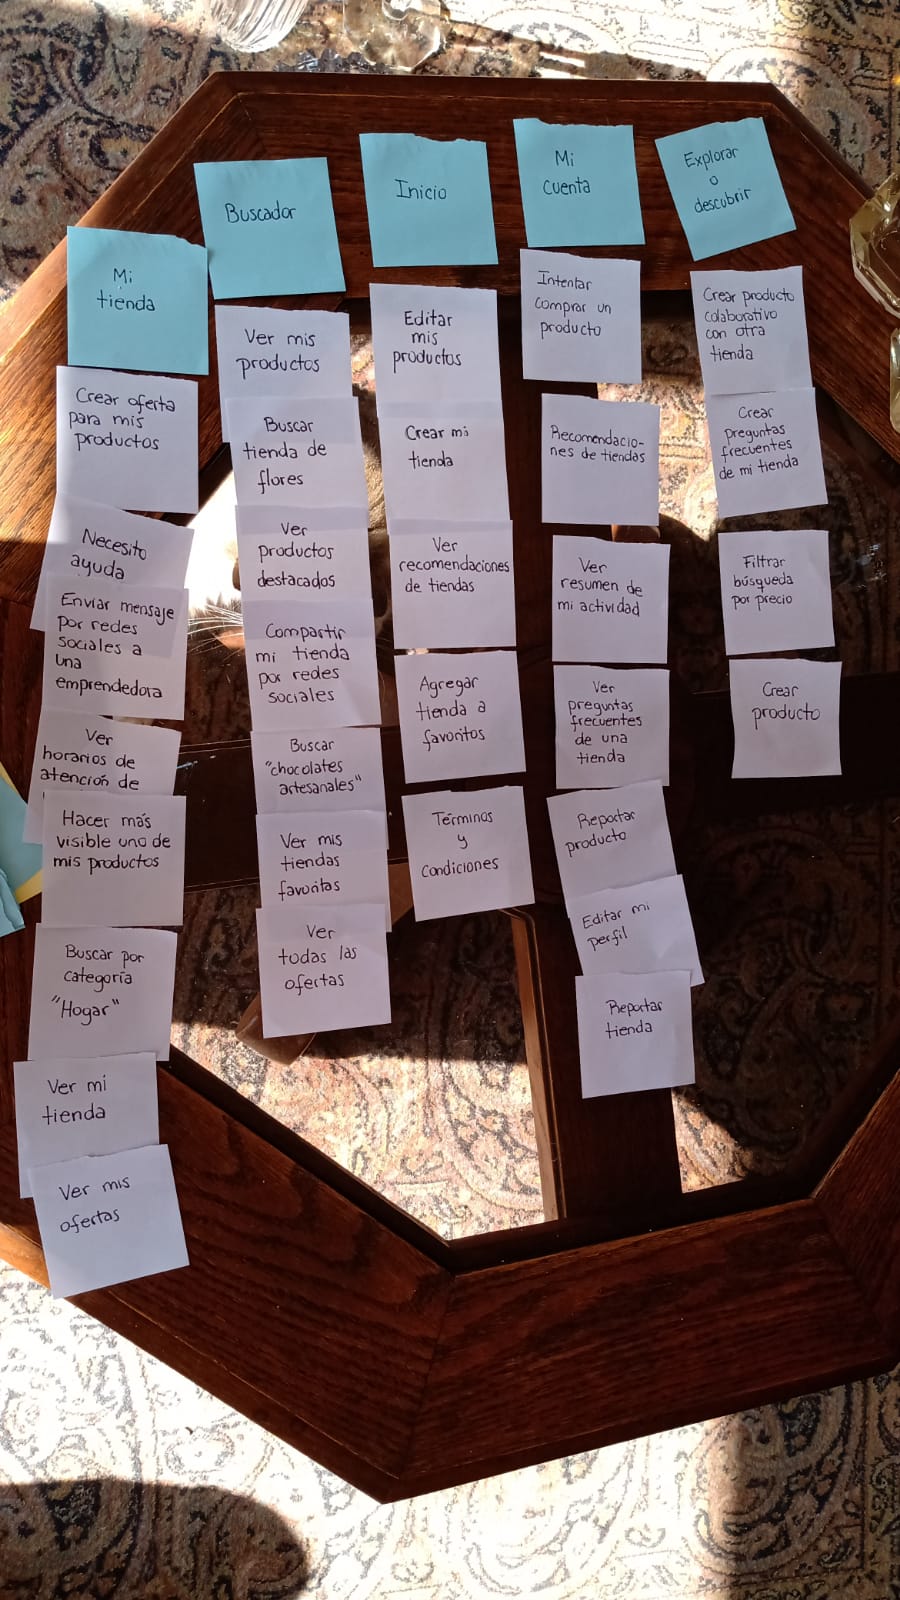 Mi
tienda
Crear oferta
para mis
productos
Necesito
ayuda
Enviar mensaje
por redes
sociales a
una
emprendedora
Ver
horarios de
atención de
Hacer más
visible uno de
mis productos
Buscar por
categoría
"Hogar"
Ver mi
tienda
Ver mis
ofertas
Buscador
Ver mis
productos
Buscar
tienda de
flores
Ver
productos
destacados
Compartir
mi tienda
por redes
sociales
Buscar
"chocolates
artesanales"
Ver mis
tiendas
favoritas
Ver
todas las
ofertas
Inicio
Editar
mis
productos
Crear mi
tienda
Ver
recomendaciones
de tiendas
Agregar
tienda a
favoritos
Términos
y
condiciones
Mi
cuenta
Intentar
comprar un
producto
Recomendacio-
nes de tiendas
Ver
resumen de
mi actividad
Ver
preguntas
frecuentes
de una
tienda
Reportar
producto
Editar mi
perfil
Reportar
tienda
Explorar
o
descubrir
Crear producto
colaborativo
con otra
tienda
Crear
preguntas
frecuentes
de mi tienda
Filtrar
búsqueda
por precio
Crear
producto